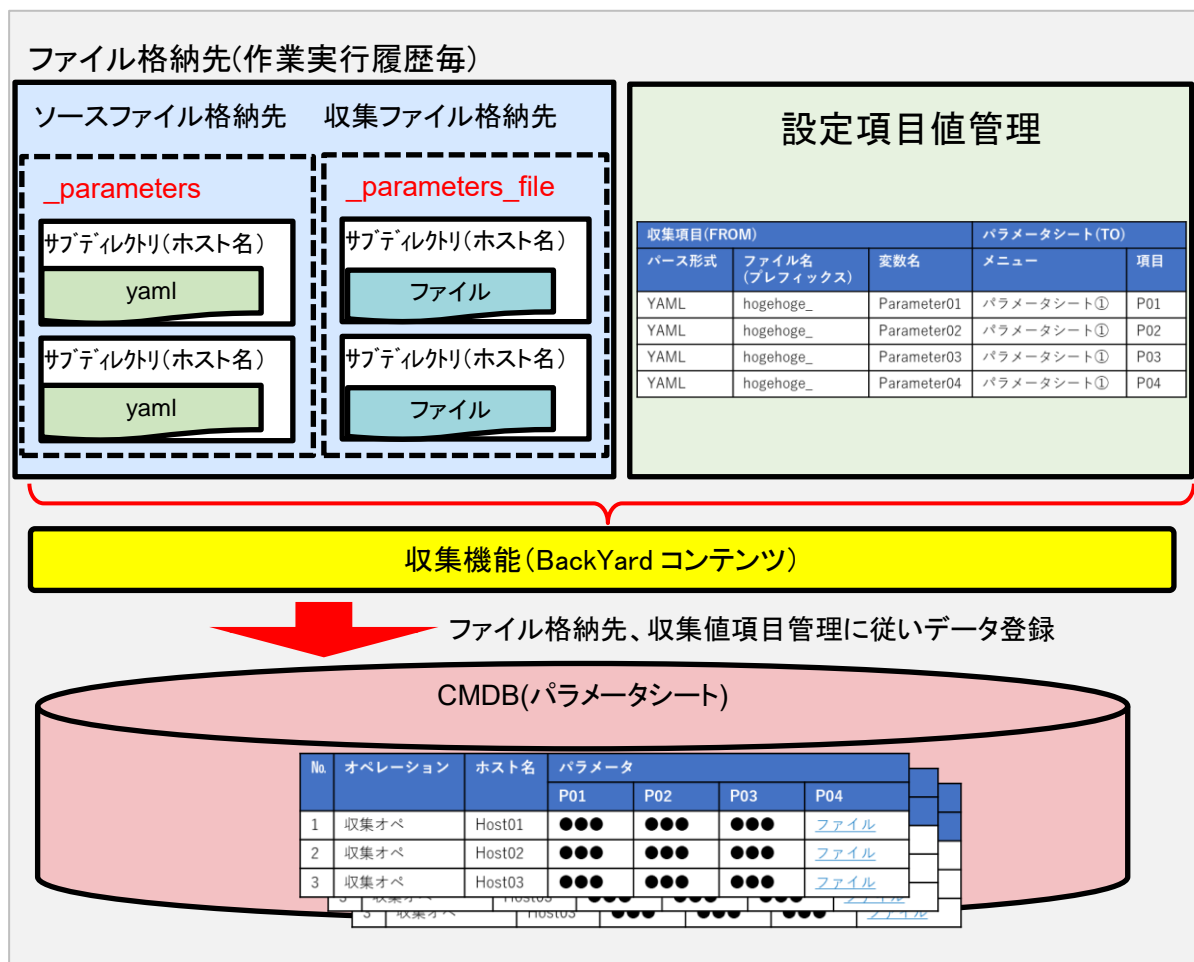 ファイル格納先(作業実行履歴毎)
ソースファイル格納先
収集ファイル格納先
_parameters
サブディレクトリ(ホスト名)
yaml
サブディレクトリ(ホスト名)
yaml
_parameters_file
サブディレクトリ(ホスト名)
ファイル
サブディレクトリ(ホスト名)
ファイル
設定項目値管理
収集項目(FROM) パラメータシート(TO)
パース形式 ファイル名 変数名 メニュー 項目
(プレフィックス)
YAML hogehoge_ Parameter01 パラメータシート① P01
YAML hogehoge_ Parameter02 パラメータシート① P02
YAML hogehoge_ Parameter03 パラメータシート① P03
YAML hogehoge_ Parameter04 パラメータシート① P04
収集機能(BackYard コンテンツ)
ファイル格納先、収集値項目管理に従いデータ登録
CMDB(パラメータシート)
No. オペレーション ホスト名 パラメータ
P01 P02 P03 P04
1 収集オペ Host01 ●●● ●●● ●●● ファイル
2 収集オペ Host02 ●●● ●●● ●●● ファイル
3 収集オペ Host03 ●●● ●●● ●●● ファイル